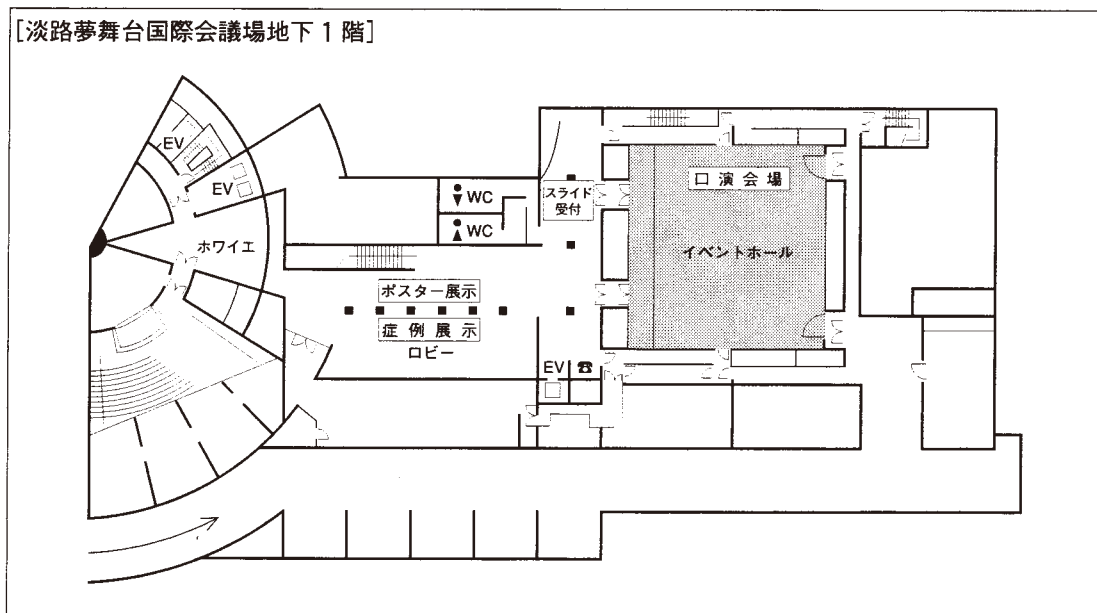 [淡路夢舞台国際会議場地下1階]
EV
EV
ホワイエ
WC
WC
スライド
受付
口演会場
イベントホール
ポスター展示
症例展示
ロビー
EV ☎